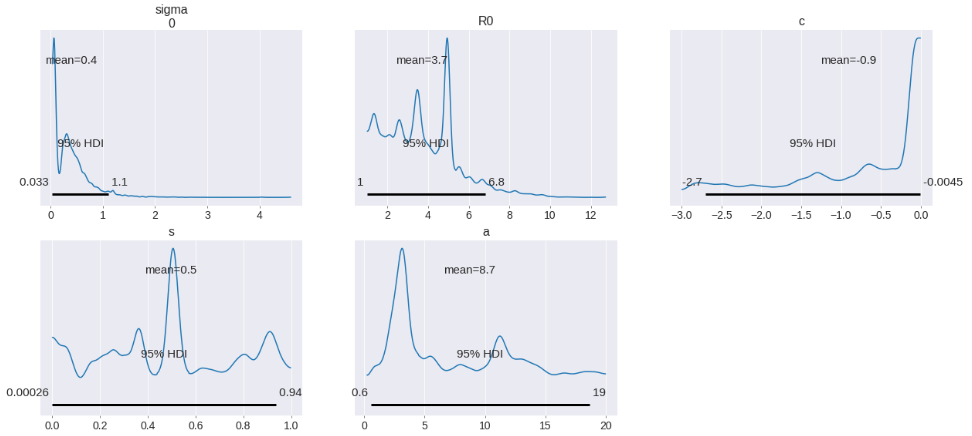 sigma
0
mean=0.4
95% HDI
0.033
1.1
0 1 2 3 4
R0
mean=3.7
95% HDI
1
6.8
2 4 6 8 10 12
c
mean=-0.9
95% HDI
-2.7
-0.0045
−3.0 −2.5 −2.0 −1.5 −1.0 −0.5 0.0
s
mean=0.5
95% HDI
0.00026
0.94
0.0 0.2 0.4 0.6 0.8 1.0
a
mean=8.7
95% HDI
0.6
19
0 5 10 15 20